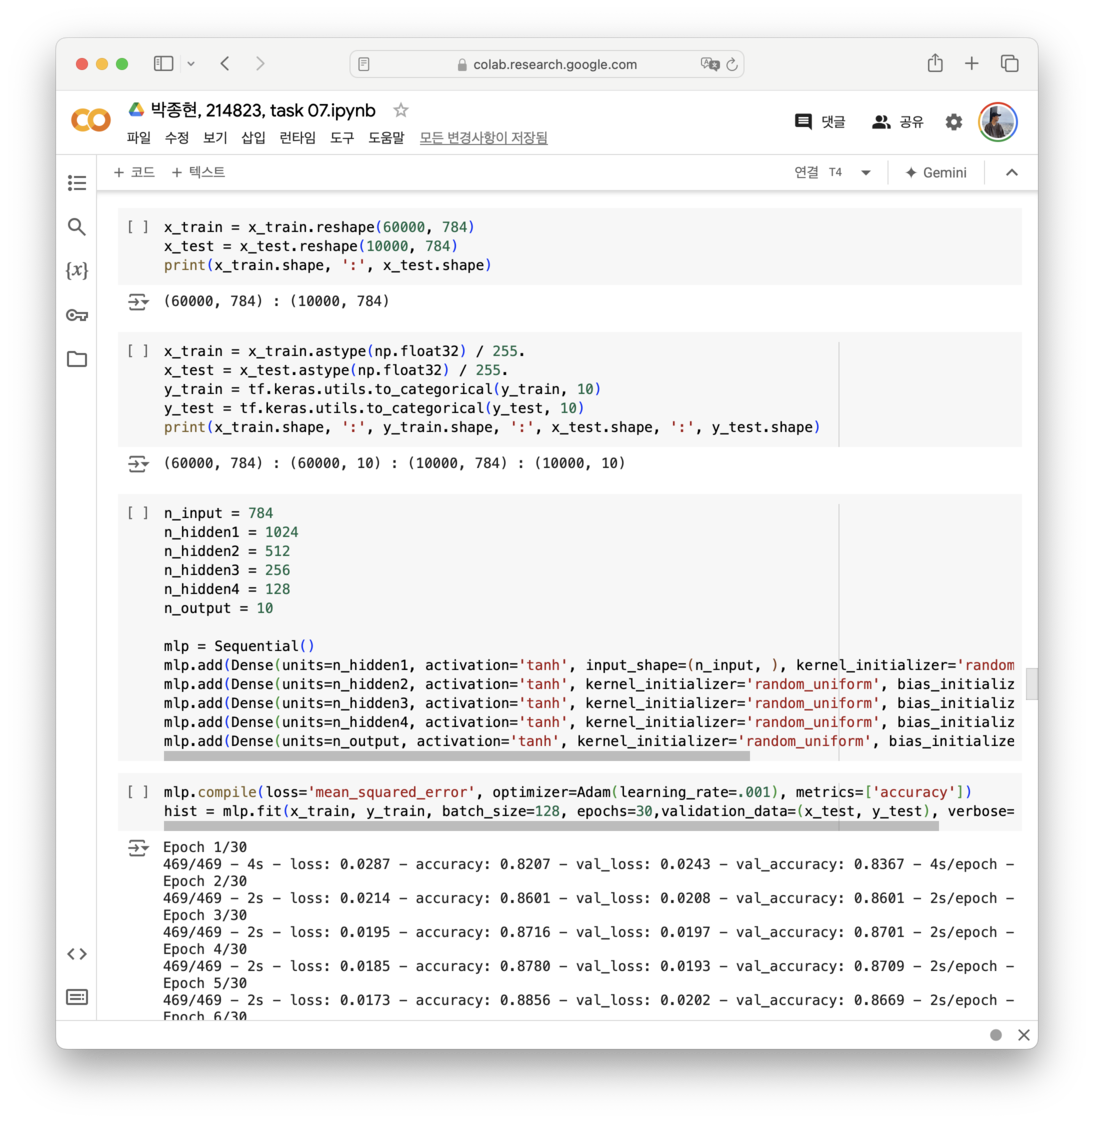 colab.research.google.com
박종현, 214823, task 07.ipynb
댓글
공유
파일 수정 보기 삽입 런타임 도구 도움말 모든 변경사항이 저장됨
+ 코드 + 텍스트
연결 T4
Gemini
{x}
[ ] x_train = x_train.reshape(60000, 784)
x_test = x_test.reshape(10000, 784)
print(x_train.shape, ':', x_test.shape)
(60000, 784) : (10000, 784)
[ ] x_train = x_train.astype(np.float32) / 255.
x_test = x_test.astype(np.float32) / 255.
y_train = tf.keras.utils.to_categorical(y_train, 10)
y_test = tf.keras.utils.to_categorical(y_test, 10)
print(x_train.shape, ':', y_train.shape, ':', x_test.shape, ':', y_test.shape)
(60000, 784) : (60000, 10) : (10000, 784) : (10000, 10)
[ ] n_input = 784
n_hidden1 = 1024
n_hidden2 = 512
n_hidden3 = 256
n_hidden4 = 128
n_output = 10
mlp = Sequential()
mlp.add(Dense(units=n_hidden1, activation='tanh', input_shape=(n_input, ), kernel_initializer='random
mlp.add(Dense(units=n_hidden2, activation='tanh', kernel_initializer='random_uniform', bias_initializ
mlp.add(Dense(units=n_hidden3, activation='tanh', kernel_initializer='random_uniform', bias_initializ
mlp.add(Dense(units=n_hidden4, activation='tanh', kernel_initializer='random_uniform', bias_initializ
mlp.add(Dense(units=n_output, activation='tanh', kernel_initializer='random_uniform', bias_initialize
[ ] mlp.compile(loss='mean_squared_error', optimizer=Adam(learning_rate=.001), metrics=['accuracy'])
hist = mlp.fit(x_train, y_train, batch_size=128, epochs=30,validation_data=(x_test, y_test), verbose=
Epoch 1/30
469/469 - 4s - loss: 0.0287 - accuracy: 0.8207 - val_loss: 0.0243 - val_accuracy: 0.8367 - 4s/epoch -
Epoch 2/30
469/469 - 2s - loss: 0.0214 - accuracy: 0.8601 - val_loss: 0.0208 - val_accuracy: 0.8601 - 2s/epoch -
Epoch 3/30
469/469 - 2s - loss: 0.0195 - accuracy: 0.8716 - val_loss: 0.0197 - val_accuracy: 0.8701 - 2s/epoch -
Epoch 4/30
469/469 - 2s - loss: 0.0185 - accuracy: 0.8780 - val_loss: 0.0193 - val_accuracy: 0.8709 - 2s/epoch -
Epoch 5/30
469/469 - 2s - loss: 0.0173 - accuracy: 0.8856 - val_loss: 0.0202 - val_accuracy: 0.8669 - 2s/epoch -
Epoch 6/30